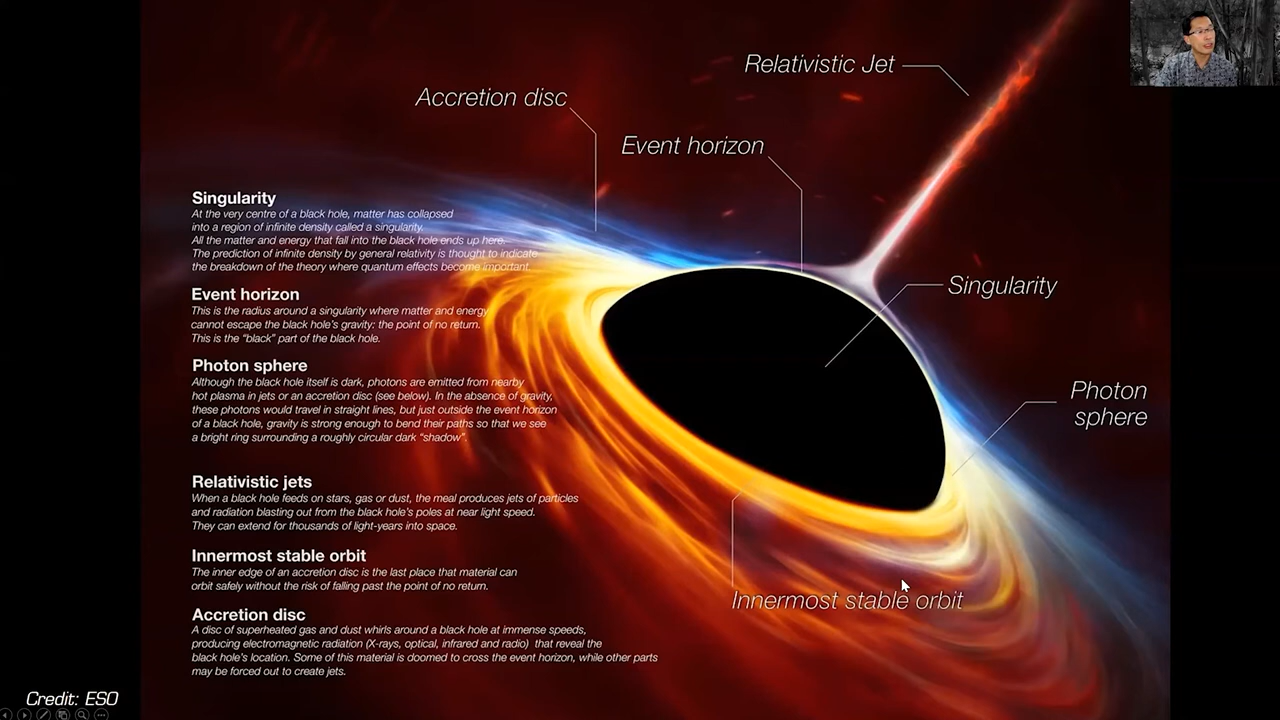 Relativistic Jet
Accretion disc
Event horizon
Singularity
At the very centre of a black hole, matter has collapsed
into a region of infinite density called a singularity.
All the matter and energy that fall into the black hole ends up here.
The prediction of infinite density by general relativity is thought to indicate
the breakdown of the theory where quantum effects become important.
Event horizon
This is the radius around a singularity where matter and energy
cannot escape the black hole's gravity: the point of no return.
This is the "black" part of the black hole.
Photon sphere
Although the black hole itself is dark, photons are emitted from nearby
hot plasma in jets or an accretion disc (see below). In the absence of gravity,
these photons would travel in straight lines, but just outside the event horizon
of a black hole, gravity is strong enough to bend their paths so that we see
a bright ring surrounding a roughly circular dark "shadow".
Relativistic jets
When a black hole feeds on stars, gas or dust, the meal produces jets of particles
and radiation blasting out from the black hole's poles at near light speed.
They can extend for thousands of light-years into space.
Innermost stable orbit
The inner edge of an accretion disc is the last place that material can
orbit safely without the risk of falling past the point of no return.
Accretion disc
A disc of superheated gas and dust whirls around a black hole at immense speeds,
producing electromagnetic radiation (X-rays, optical, infrared and radio) that reveal the
black hole's location. Some of this material is doomed to cross the event horizon, while other parts
may be forced out to create jets.
Singularity
Photon
sphere
Innermost stable orbit
Credit: ESO